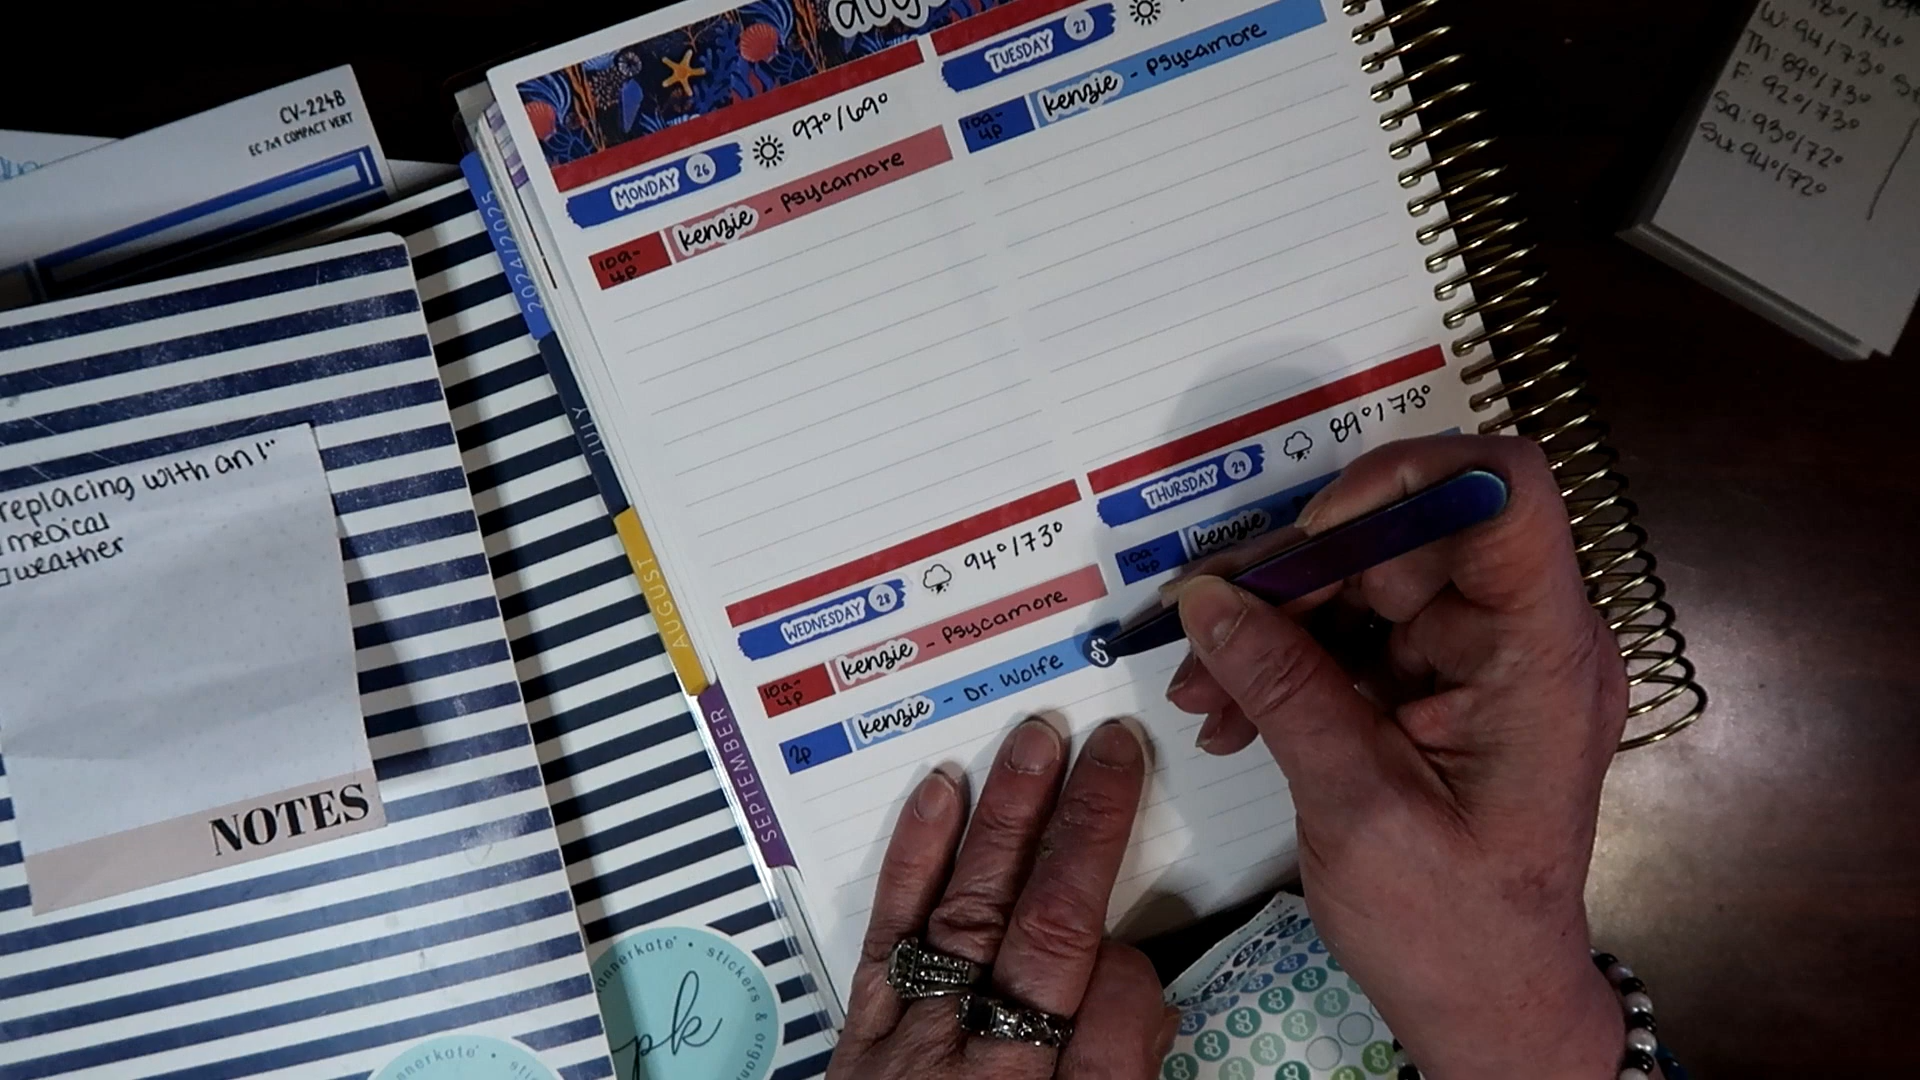 CV-224B
EC 7x9 COMPACT VERT
replacing with an 1"
medical
weather
NOTES
2024/2025
JULY
AUGUST
SEPTEMBER
MONDAY 26
97°/69°
10a-
4p
kenzie - Psycamore
TUESDAY 27
10a-
4p
kenzie - Psycamore
WEDNESDAY 28
94°/73°
10a-
4p
kenzie - Psycamore
2p
kenzie - Dr. Wolfe
THURSDAY 29
89°/73°
10a-
4p
kenzie
W: 94/73°
Th: 89°/73°
F: 92°/73°
Sa: 93°/72°
Su: 94°/72°
stickers &
pk